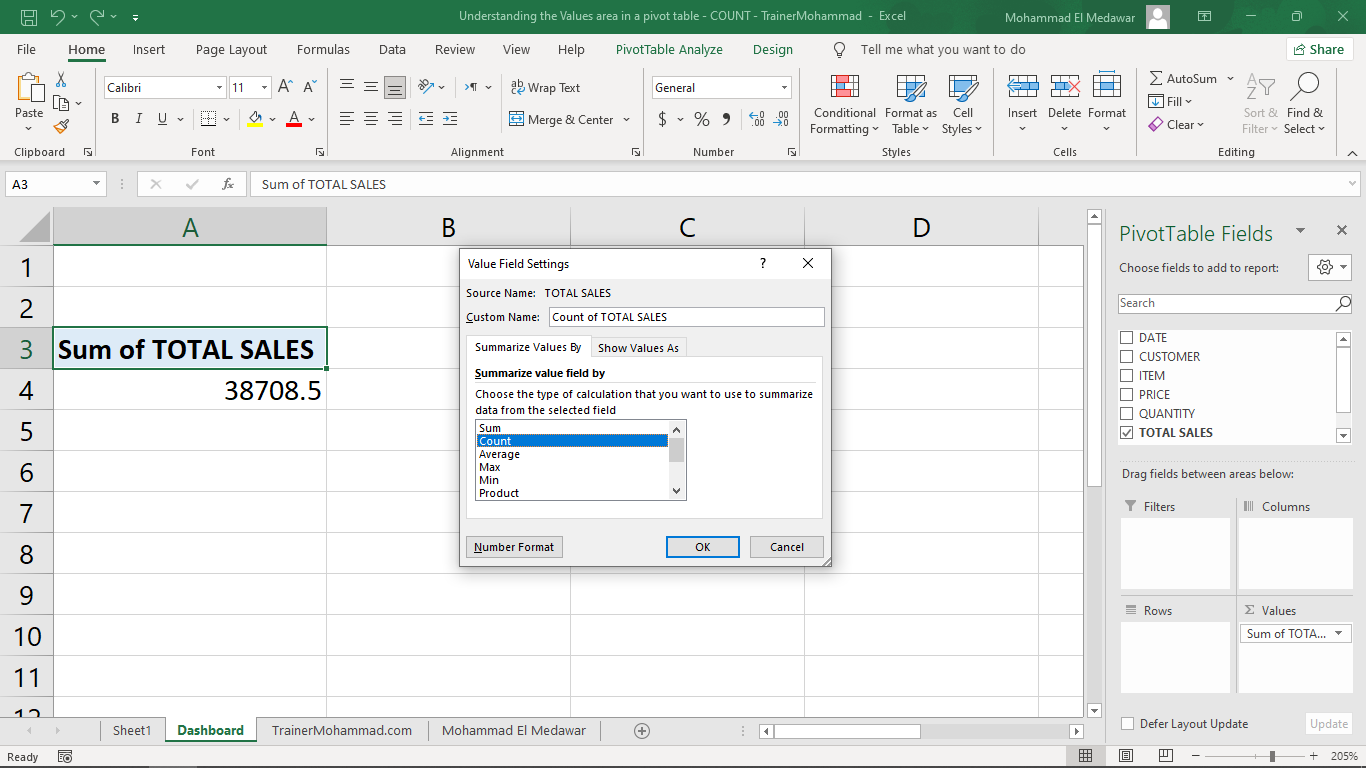 Understanding the Values area in a pivot table - COUNT - TrainerMohammad - Excel
Mohammad El Medawar
File Home Insert Page Layout Formulas Data Review View Help PivotTable Analyze Design Tell me what you want to do Share
Paste
Clipboard
Calibri 11
B I U A
Font
Wrap Text
Merge & Center
Alignment
General
$ % 9
Number
Conditional Formatting
Format as Table
Cell Styles
Styles
Insert Delete Format
Cells
AutoSum
Fill
Clear
Sort & Filter
Find & Select
Editing
A3 fx Sum of TOTAL SALES
A B C D
1
2
3 Sum of TOTAL SALES
4 38708.5
5
6
7
8
9
10
11
12
Value Field Settings ?
Source Name: TOTAL SALES
Custom Name: Count of TOTAL SALES
Summarize Values By Show Values As
Summarize value field by
Choose the type of calculation that you want to use to summarize
data from the selected field
Sum
Count
Average
Max
Min
Product
Number Format OK Cancel
PivotTable Fields
Choose fields to add to report:
Search
DATE
CUSTOMER
ITEM
PRICE
QUANTITY
TOTAL SALES
Drag fields between areas below:
Filters Columns
Rows Σ Values
Sum of TOTA...
Defer Layout Update Update
Sheet1 Dashboard TrainerMohammad.com Mohammad El Medawar
Ready 205%